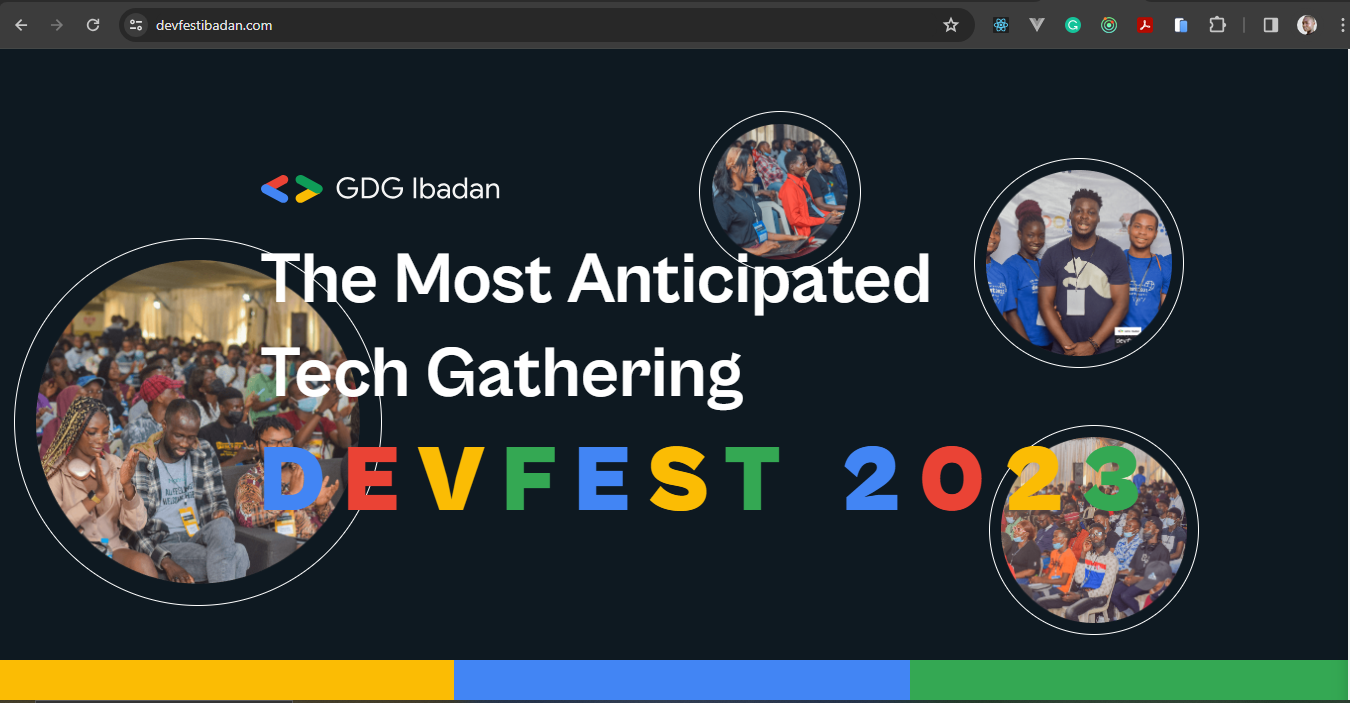 devfestibadan.com
GDG Ibadan
The Most Anticipated
Tech Gathering
DEVFEST 2023